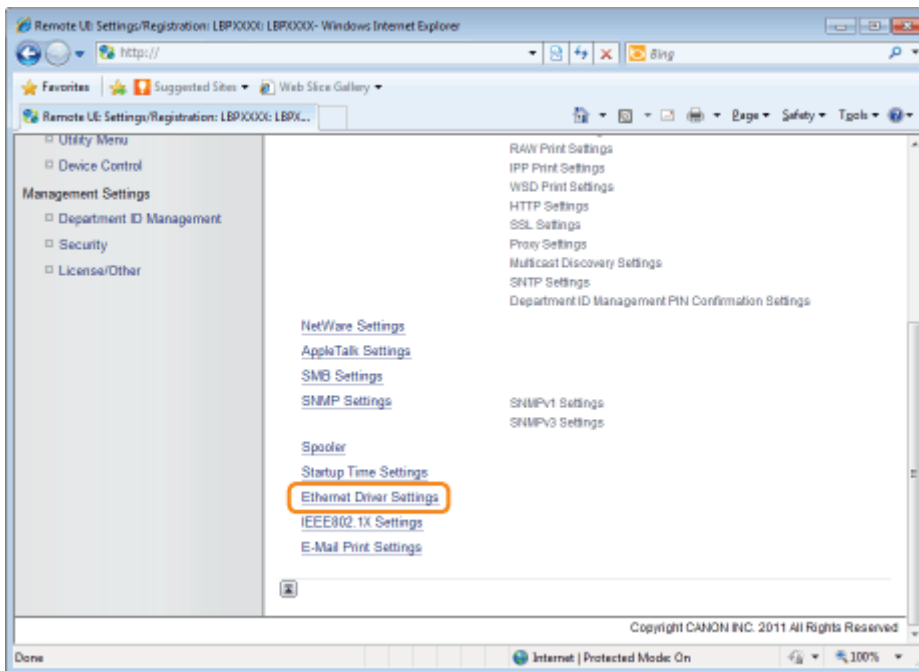 Remote UI: Settings/Registration: LBPXXXX: LBPXXXX- Windows Internet Explorer
http://
Bing
Favorites Suggested Sites Web Slice Gallery
Remote UI: Settings/Registration: LBPXXXX: LBPX...
Page Safety Tools
Utility Menu
Device Control
Management Settings
Department ID Management
Security
License/Other
RAW Print Settings
IPP Print Settings
WSD Print Settings
HTTP Settings
SSL Settings
Proxy Settings
Multicast Discovery Settings
SNTP Settings
Department ID Management PIN Confirmation Settings
NetWare Settings
AppleTalk Settings
SMB Settings
SNMP Settings
SNMPv1 Settings
SNMPv3 Settings
Spooler
Startup Time Settings
Ethernet Driver Settings
IEEE802.1X Settings
E-Mail Print Settings
Copyright CANON INC. 2011 All Rights Reserved
Done
Internet | Protected Mode: On
100%